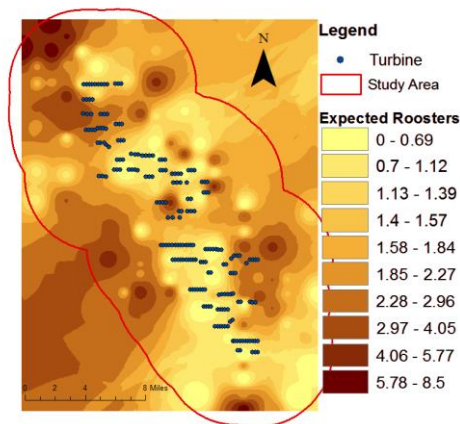 Legend
N
Turbine
Study Area
Expected Roosters
0 - 0.69
0.7 - 1.12
1.13 - 1.39
1.4 - 1.57
1.58 - 1.84
1.85 - 2.27
2.28 - 2.96
2.97 - 4.05
4.06 - 5.77
5.78 - 8.5
0 2 4 8 Miles